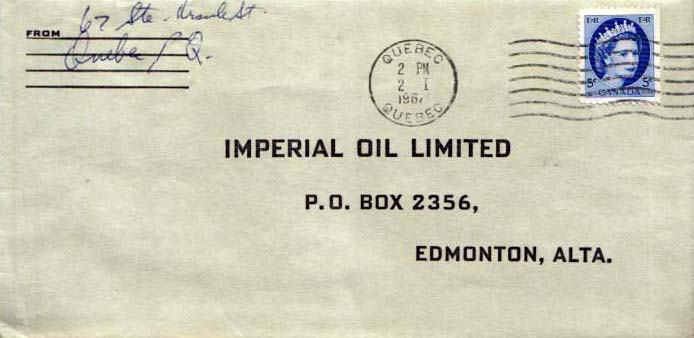 67 Ste. Ursule St.
FROM
Quebec P.Q.
QUEBEC
2 PM
2 I
1967
QUEBEC
E R E R
5¢ 5¢
CANADA
IMPERIAL OIL LIMITED
P.O. BOX 2356,
EDMONTON, ALTA.